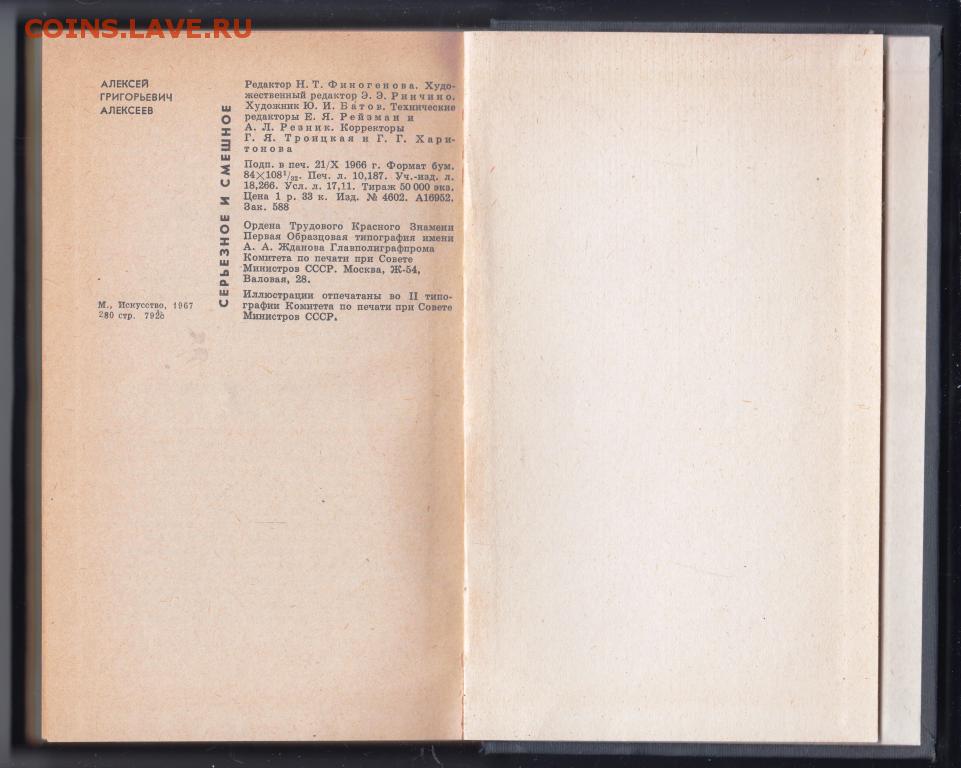 COINS.LAVE.RU
АЛЕКСЕЙ
ГРИГОРЬЕВИЧ
АЛЕКСЕЕВ
СЕРЬЕЗНОЕ И СМЕШНОЕ
М., Искусство, 1967
280 стр. 792с
Редактор Н. Т. Финогенова. Худо-
жественный редактор Э. Э. Ринчино.
Художник Ю. И. Батов. Технические
редакторы Е. Я. Рейзман и
А. Л. Резник. Корректоры
Г. Я. Троицкая и Г. Г. Хари-
тонова
Подп. в печ. 21/X 1966 г. Формат бум.
84×108¹/₃₂. Печ. л. 10,187. Уч.-изд. л.
18,266. Усл. л. 17,11. Тираж 50 000 экз.
Цена 1 р. 33 к. Изд. № 4602. А16952.
Зак. 588
Ордена Трудового Красного Знамени
Первая Образцовая типография имени
А. А. Жданова Главполиграфпрома
Комитета по печати при Совете
Министров СССР. Москва, Ж-54,
Валовая, 28.
Иллюстрации отпечатаны во II типо-
графии Комитета по печати при Совете
Министров СССР.